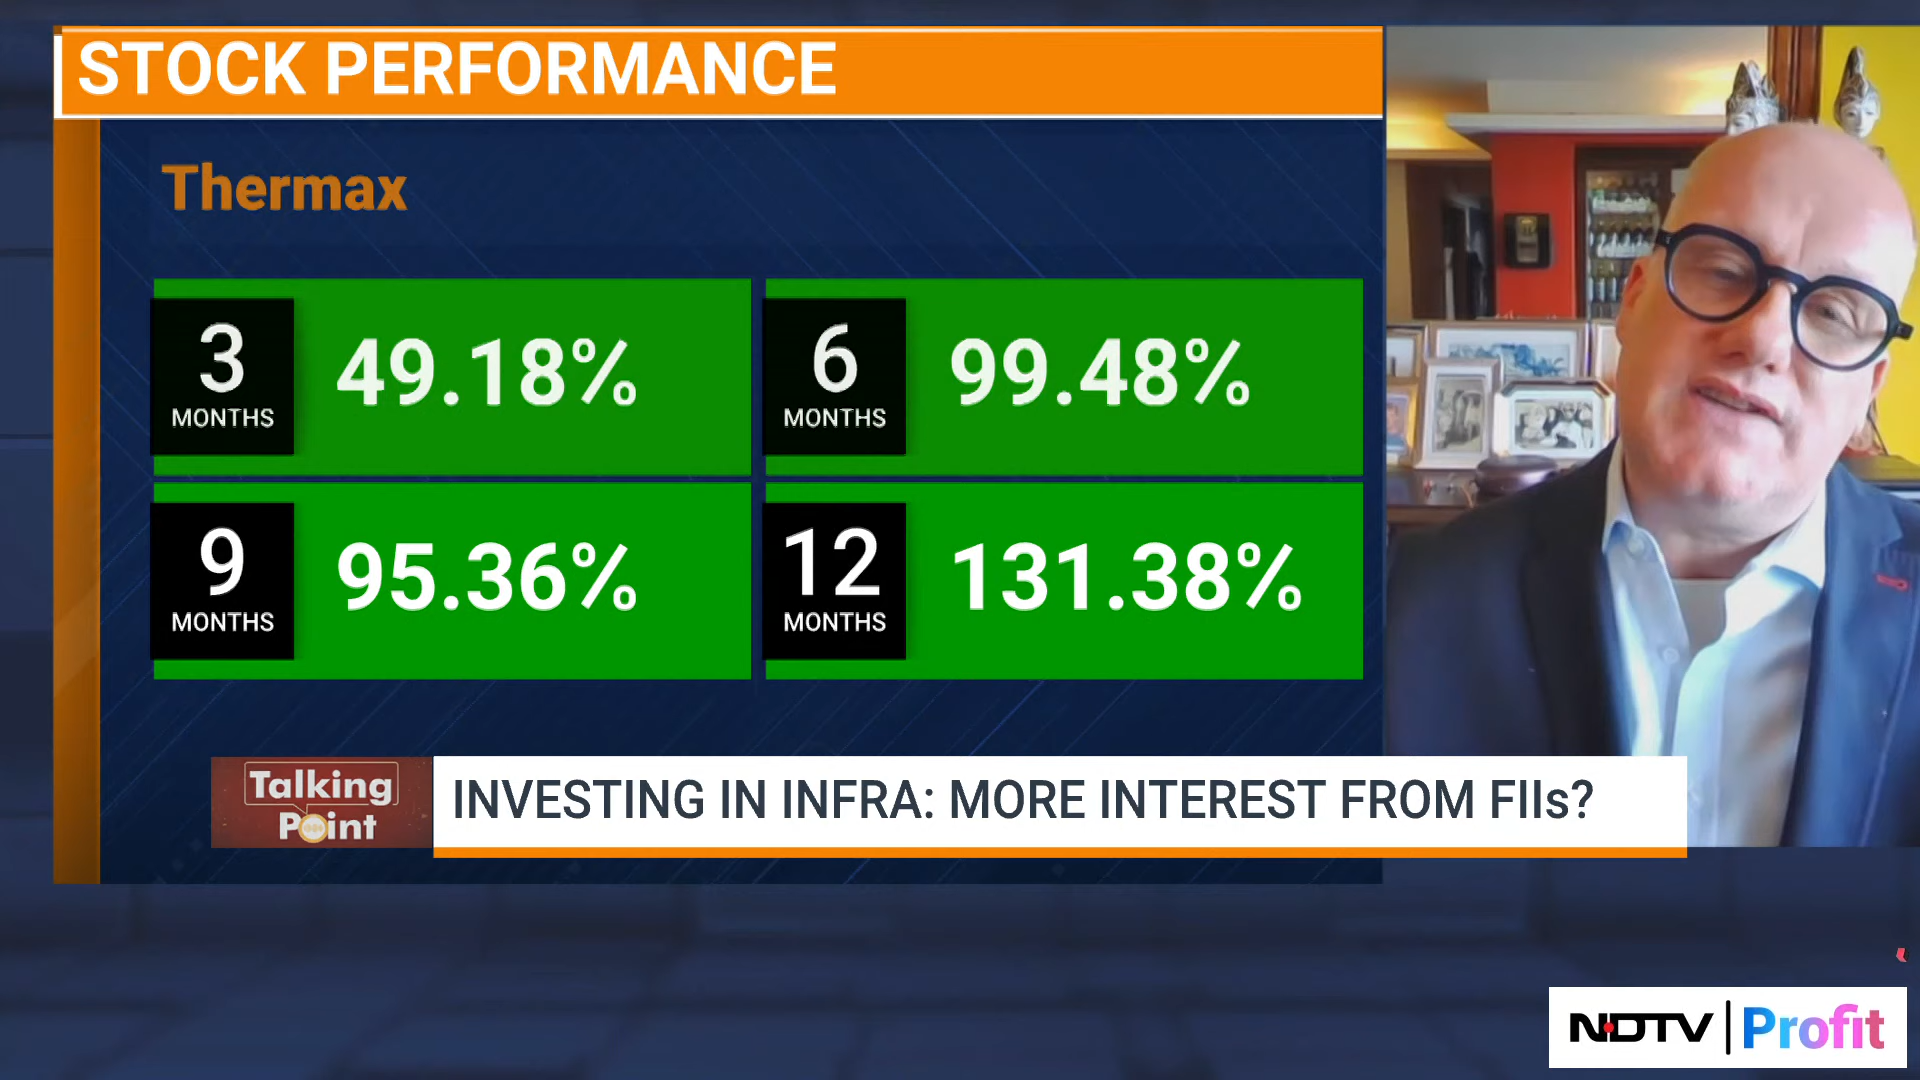 STOCK PERFORMANCE
Thermax
3
MONTHS
49.18%
6
MONTHS
99.48%
9
MONTHS
95.36%
12
MONTHS
131.38%
Talking
Point
INVESTING IN INFRA: MORE INTEREST FROM FIIs?
NDTV Profit